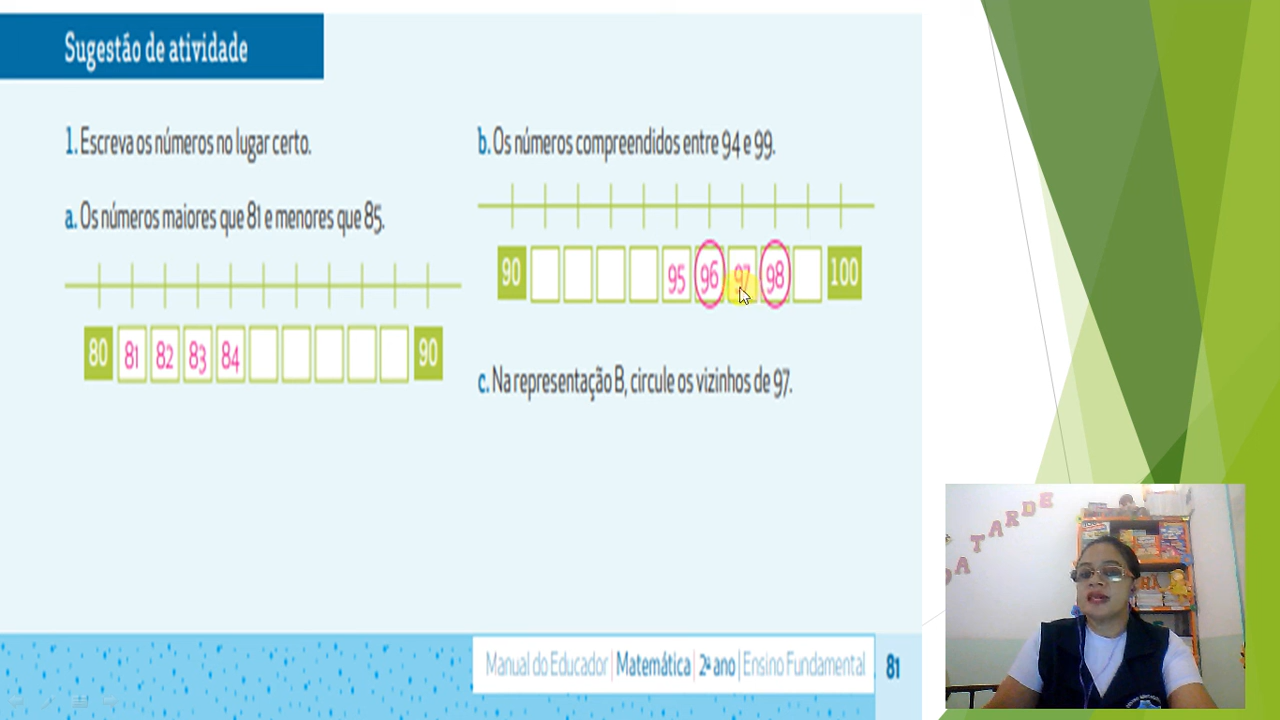 Sugestão de atividade
1. Escreva os números no lugar certo.
a. Os números maiores que 81 e menores que 85.
80 81 82 83 84 90
b. Os números compreendidos entre 94 e 99.
90 95 96 97 98 100
c. Na representação B, circule os vizinhos de 97.
Manual do Educador | Matemática | 2º ano | Ensino Fundamental 81
DA TARDE